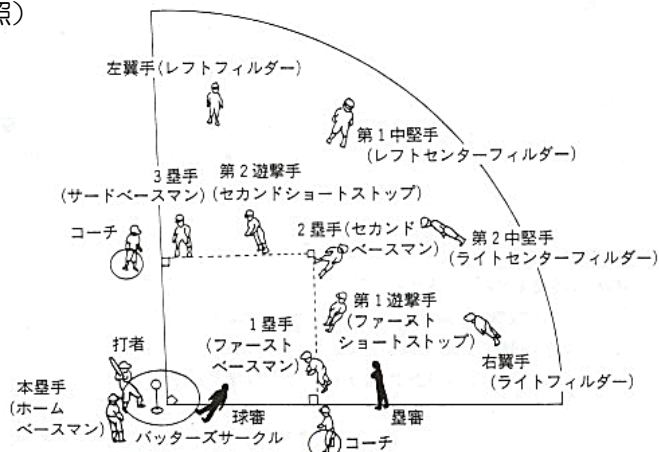 照)
左翼手(レフトフィルダー)
第1中堅手
(レフトセンターフィルダー)
3塁手
(サードベースマン)
第2遊撃手
(セカンドショートストップ)
コーチ
2塁手(セカンド
ベースマン)
第2中堅手
(ライトセンターフィルダー)
第1遊撃手
(ファースト
ショートストップ)
1塁手
(ファースト
ベースマン)
右翼手
(ライトフィルダー)
打者
本塁手
(ホーム
ベースマン)
球審
塁審
バッターズサークル
コーチ